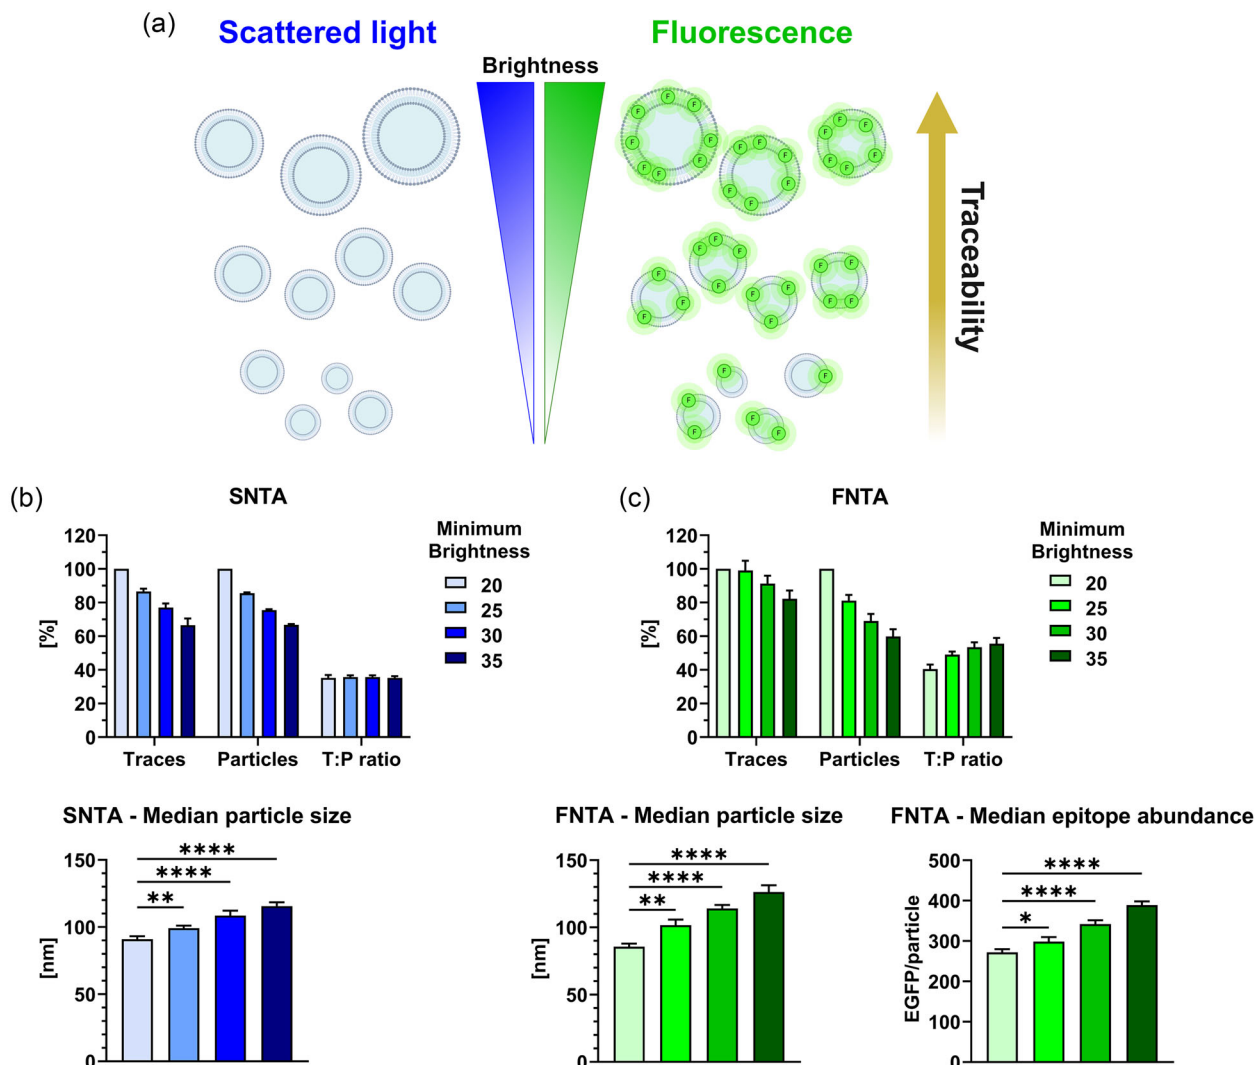 (a)
Scattered light
Fluorescence
Brightness
F F F F F F F F
F F F F F F
F F F F F F
F F F
F F F F
F F F
F F F F
F
F
F F
F F
Traceability
(b)
SNTA
120
100
80
60
40
20
0
[%]
Traces Particles T:P ratio
Minimum
Brightness
20
25
30
35
(c)
FNTA
120
100
80
60
40
20
0
[%]
Traces Particles T:P ratio
Minimum
Brightness
20
25
30
35
SNTA - Median particle size
150
100
50
0
[nm]
****
****
**
FNTA - Median particle size
150
100
50
0
[nm]
****
****
**
FNTA - Median epitope abundance
500
400
300
200
100
0
EGFP/particle
****
****
*